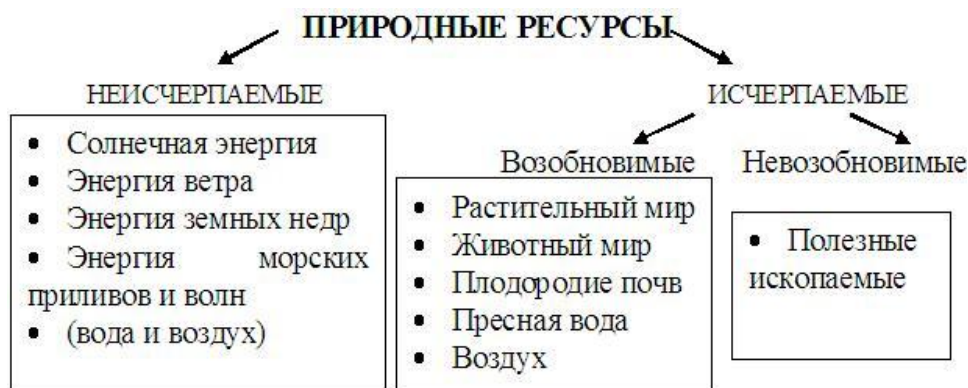 ПРИРОДНЫЕ РЕСУРСЫ
НЕИСЧЕРПАЕМЫЕ
• Солнечная энергия
• Энергия ветра
• Энергия земных недр
• Энергия морских
приливов и волн
• (вода и воздух)
ИСЧЕРПАЕМЫЕ
Возобновимые
• Растительный мир
• Животный мир
• Плодородие почв
• Пресная вода
• Воздух
Невозобновимые
• Полезные
ископаемые